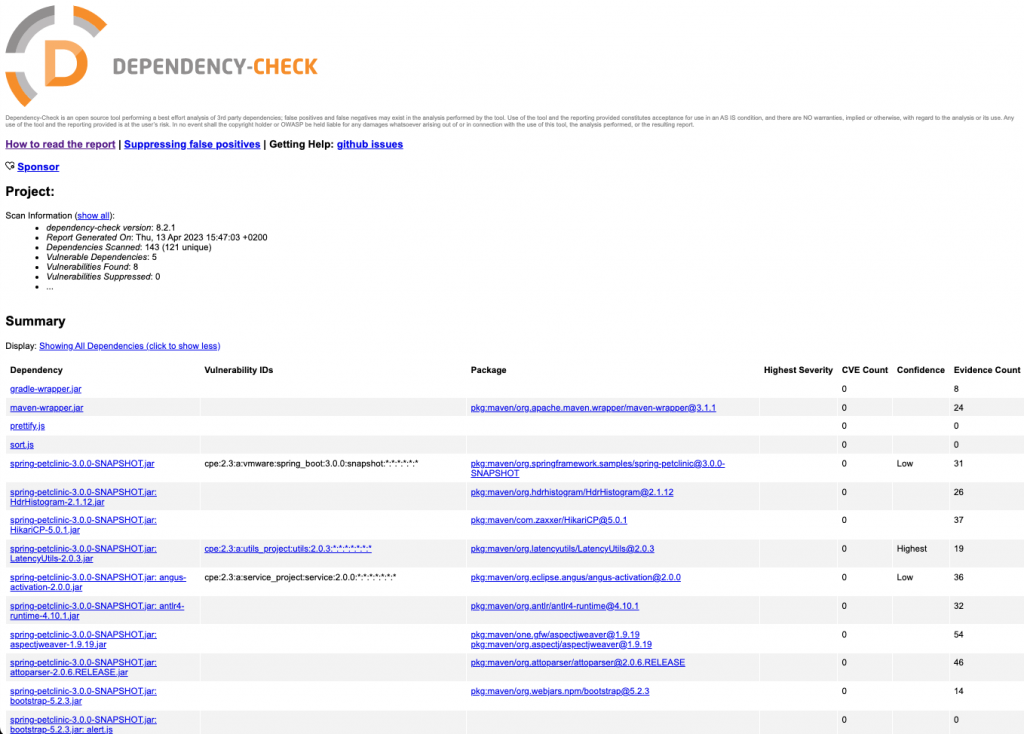 D
DEPENDENCY-CHECK
Dependency-Check is an open source tool performing a best effort analysis of 3rd party dependencies; false positives and false negatives may exist in the analysis performed by the tool. Use of the tool and the reporting provided constitutes acceptance for use in an AS IS condition, and there are NO warranties, implied or otherwise, with regard to the analysis or its use. Any
use of the tool and the reporting provided is at the user's risk. In no event shall the copyright holder or OWASP be held liable for any damages whatsoever arising out of or in connection with the use of this tool, the analysis performed, or the resulting report.
How to read the report | Suppressing false positives | Getting Help: github issues
Sponsor
Project:
Scan Information (show all):
• dependency-check version: 8.2.1
• Report Generated On: Thu, 13 Apr 2023 15:47:03 +0200
• Dependencies Scanned: 143 (121 unique)
• Vulnerable Dependencies: 5
• Vulnerabilities Found: 8
• Vulnerabilities Suppressed: 0
• ...
Summary
Display: Showing All Dependencies (click to show less)
Dependency Vulnerability IDs Package Highest Severity CVE Count Confidence Evidence Count
gradle-wrapper.jar 0 8
maven-wrapper.jar pkg:maven/org.apache.maven.wrapper/maven-wrapper@3.1.1 0 24
prettify.js 0 0
sort.js 0 0
spring-petclinic-3.0.0-SNAPSHOT.jar cpe:2.3:a:vmware:spring_boot:3.0.0:snapshot:*:*:*:*:*:* pkg:maven/org.springframework.samples/spring-petclinic@3.0.0- 0 Low 31
SNAPSHOT
spring-petclinic-3.0.0-SNAPSHOT.jar: pkg:maven/org.hdrhistogram/HdrHistogram@2.1.12 0 26
HdrHistogram-2.1.12.jar
spring-petclinic-3.0.0-SNAPSHOT.jar: pkg:maven/com.zaxxer/HikariCP@5.0.1 0 37
HikariCP-5.0.1.jar
spring-petclinic-3.0.0-SNAPSHOT.jar: cpe:2.3:a:utils_project:utils:2.0.3:*:*:*:*:*:*:* pkg:maven/org.latencyutils/LatencyUtils@2.0.3 0 Highest 19
LatencyUtils-2.0.3.jar
spring-petclinic-3.0.0-SNAPSHOT.jar: angus- cpe:2.3:a:service_project:service:2.0.0:*:*:*:*:*:*:* pkg:maven/org.eclipse.angus/angus-activation@2.0.0 0 Low 36
activation-2.0.0.jar
spring-petclinic-3.0.0-SNAPSHOT.jar: antlr4- pkg:maven/org.antlr/antlr4-runtime@4.10.1 0 32
runtime-4.10.1.jar
spring-petclinic-3.0.0-SNAPSHOT.jar: pkg:maven/one.gfw/aspectjweaver@1.9.19 0 54
aspectjweaver-1.9.19.jar pkg:maven/org.aspectj/aspectjweaver@1.9.19
spring-petclinic-3.0.0-SNAPSHOT.jar: pkg:maven/org.attoparser/attoparser@2.0.6.RELEASE 0 46
attoparser-2.0.6.RELEASE.jar
spring-petclinic-3.0.0-SNAPSHOT.jar: pkg:maven/org.webjars.npm/bootstrap@5.2.3 0 14
bootstrap-5.2.3.jar
spring-petclinic-3.0.0-SNAPSHOT.jar: 0 0
bootstrap-5.2.3.jar: alert.js